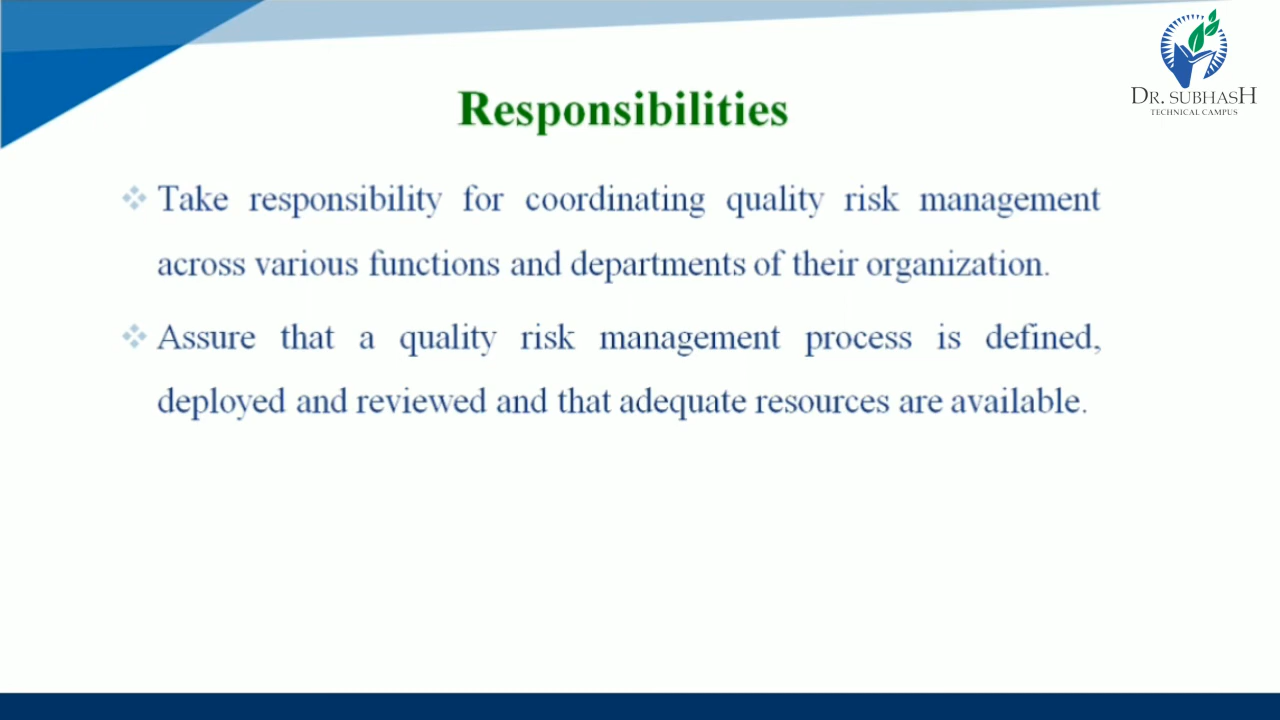 DR. SUBHASH
TECHNICAL CAMPUS
Responsibilities
Take responsibility for coordinating quality risk management
across various functions and departments of their organization.
Assure that a quality risk management process is defined,
deployed and reviewed and that adequate resources are available.